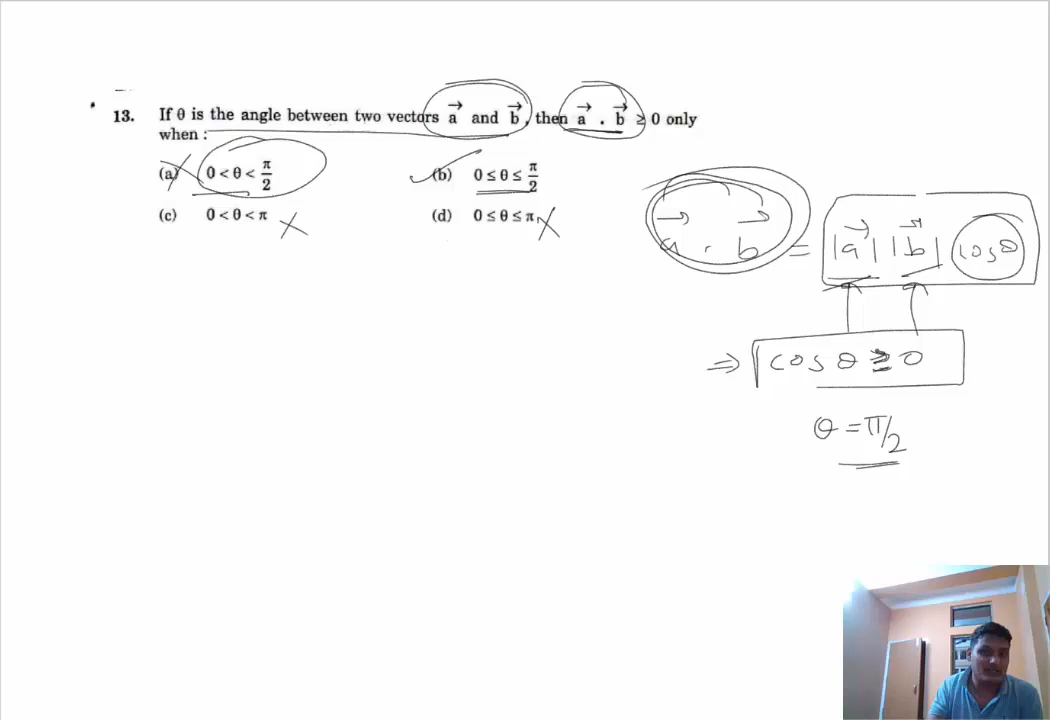 13. If θ is the angle between two vectors a⃗ and b⃗, then a⃗ . b⃗ ≥ 0 only
when :
(a) 0 < θ < π/2 (b) 0 ≤ θ ≤ π/2
(c) 0 < θ < π (d) 0 ≤ θ ≤ π
a⃗ . b⃗ = |a⃗| |b⃗| cosθ
⇒ cos θ ≥ 0
θ = π/2